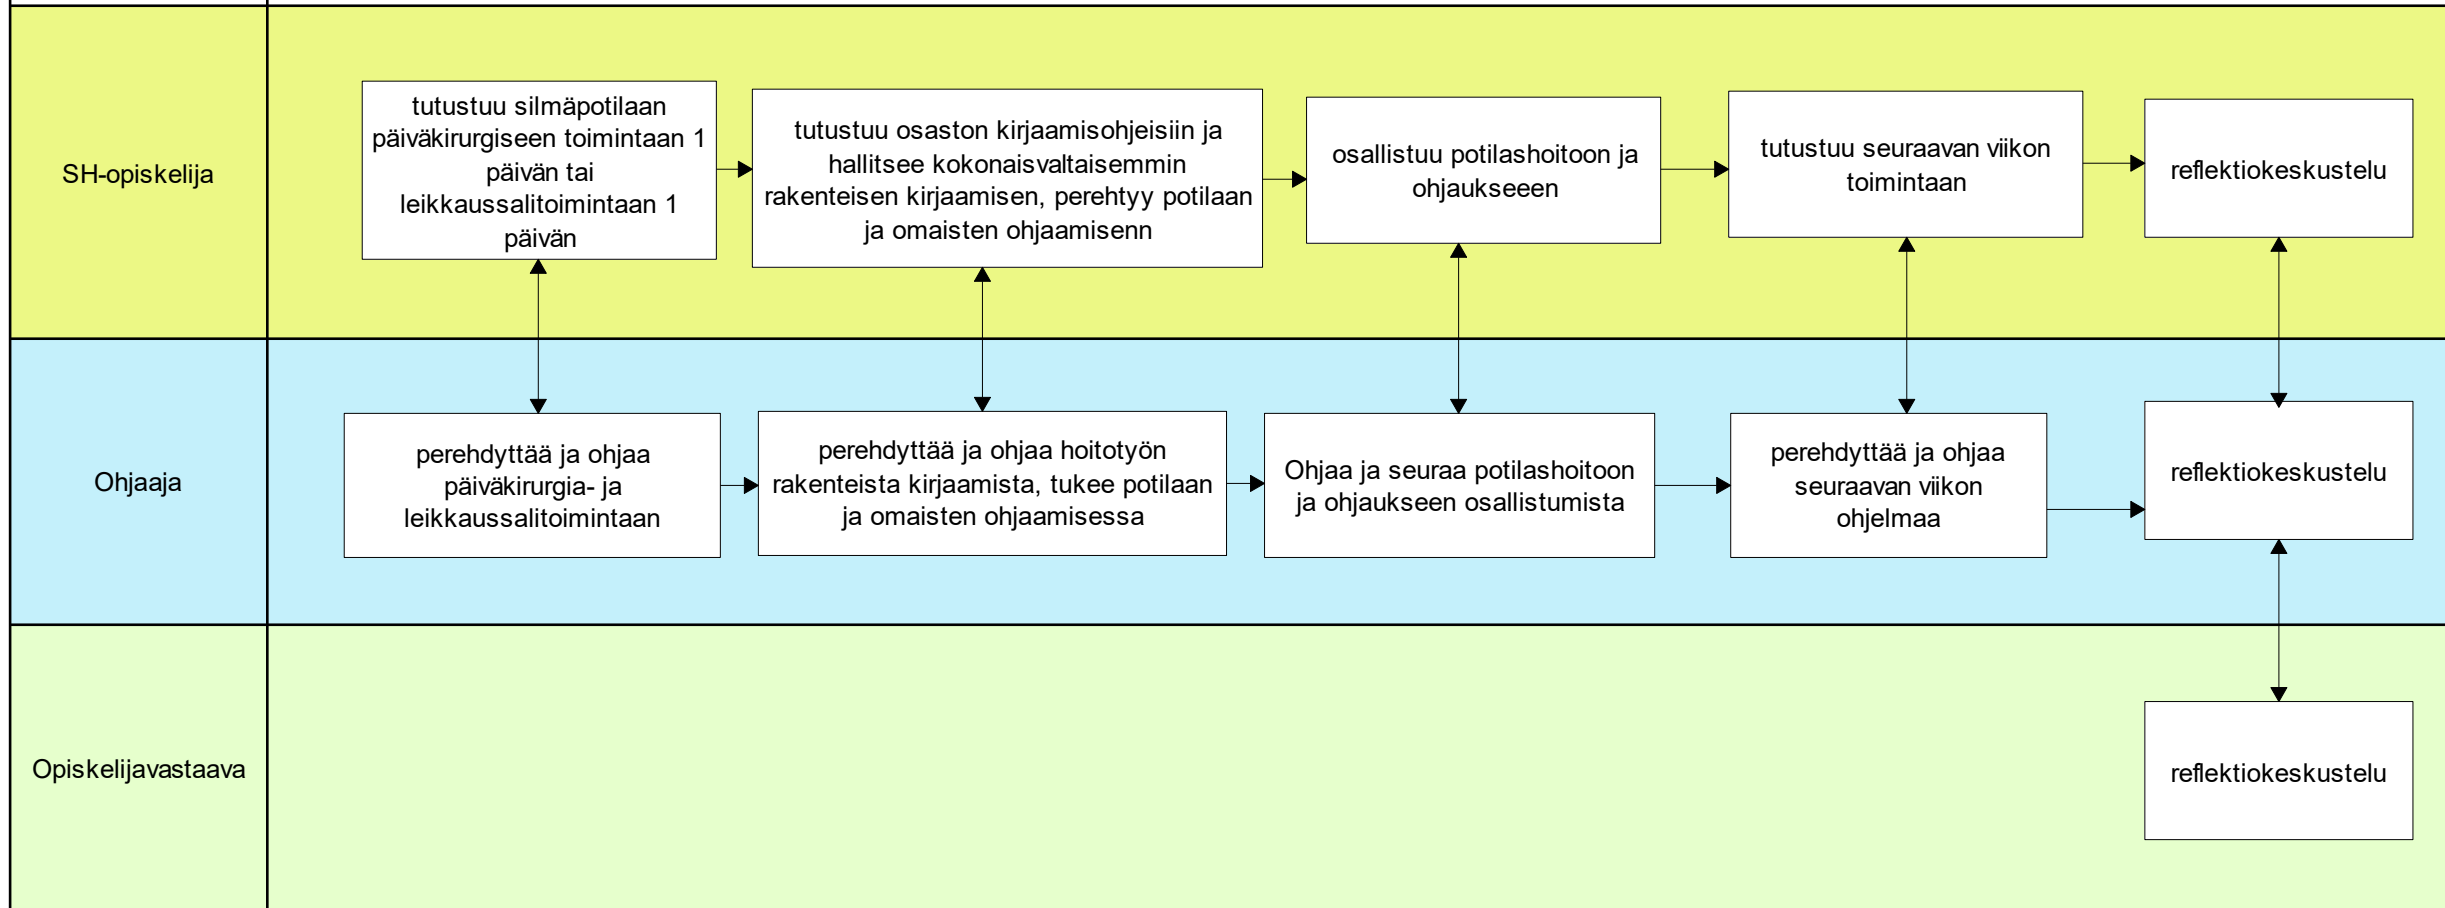 SH-opiskelija
tutustuu silmäpotilaan
päiväkirurgiseen toimintaan 1
päivän tai
leikkaussalitoimintaan 1
päivän
tutustuu osaston kirjaamisohjeisiin ja
hallitsee kokonaisvaltaisemmin
rakenteisen kirjaamisen, perehtyy potilaan
ja omaisten ohjaamisenn
osallistuu potilashoitoon ja
ohjaukseeen
tutustuu seuraavan viikon
toimintaan
reflektiokeskustelu
Ohjaaja
perehdyttää ja ohjaa
päiväkirurgia- ja
leikkaussalitoimintaan
perehdyttää ja ohjaa hoitotyön
rakenteista kirjaamista, tukee potilaan
ja omaisten ohjaamisessa
Ohjaa ja seuraa potilashoitoon
ja ohjaukseen osallistumista
perehdyttää ja ohjaa
seuraavan viikon
ohjelmaa
reflektiokeskustelu
Opiskelijavastaava
reflektiokeskustelu